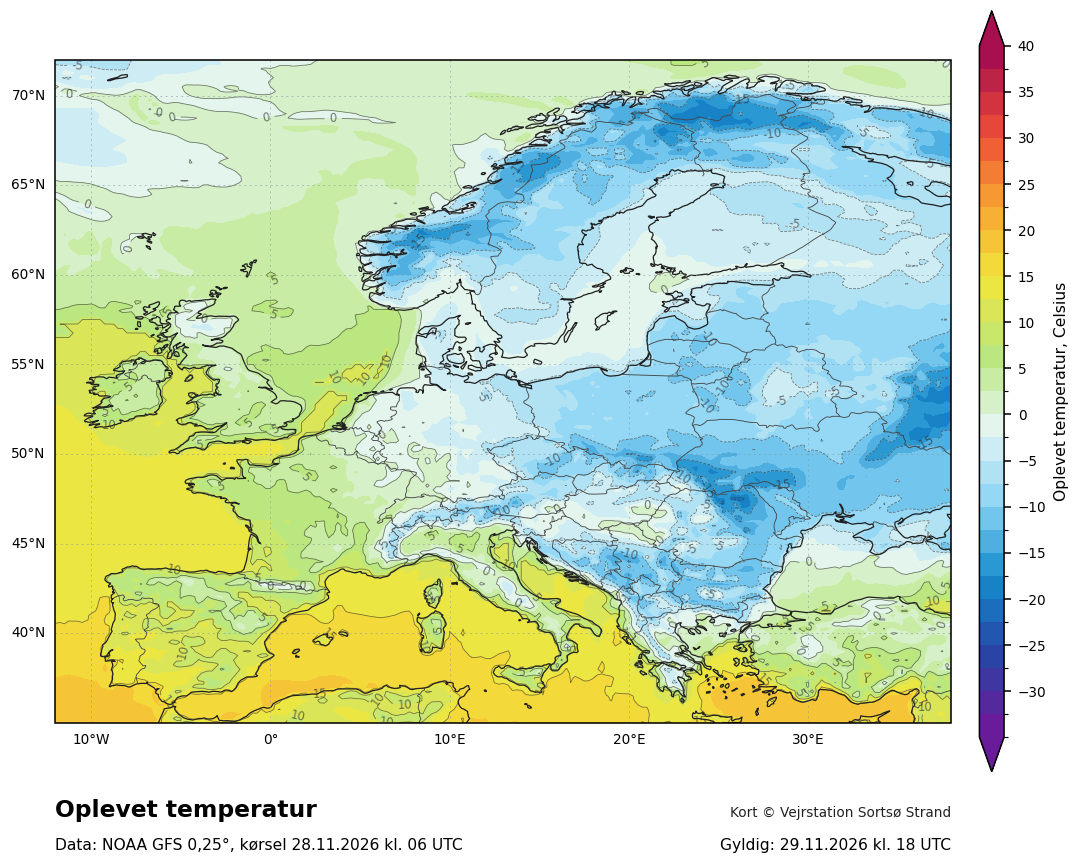 70°N
65°N
60°N
55°N
50°N
45°N
40°N
10°W
0°
10°E
20°E
30°E
40
35
30
25
20
15
10
5
0
−5
−10
−15
−20
−25
−30
Oplevet temperatur, Celsius
Oplevet temperatur
Kort © Vejrstation Sortsø Strand
Data: NOAA GFS 0,25°, kørsel 28.11.2026 kl. 06 UTC
Gyldig: 29.11.2026 kl. 18 UTC